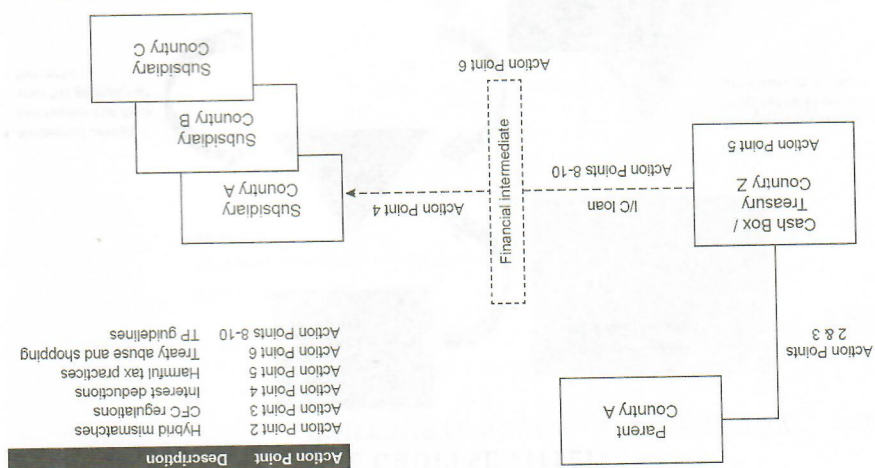 Parent
Country A
Action Point Description
Action Point 2 Hybrid mismatches
Action Point 3 CFC regulations
Action Point 4 Interest deductions
Action Point 5 Harmful tax practices
Action Point 6 Treaty abuse and shopping
Action Points 8-10 TP guidelines
Action Points
2 & 3
Cash Box /
Treasury
Country Z
Action Point 5
I/C loan
Action Points 8-10
Financial intermediate
Action Point 6
Action Point 4
Subsidiary
Country A
Subsidiary
Country B
Subsidiary
Country C